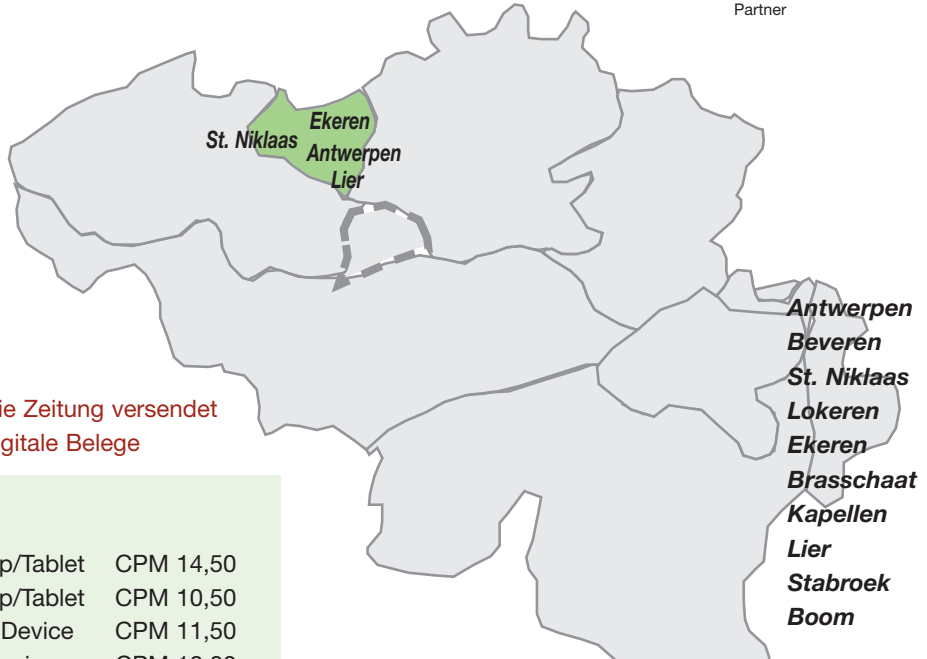 Partner
Ekeren
St. Niklaas
Antwerpen
Lier
Antwerpen
Beveren
St. Niklaas
Lokeren
Ekeren
Brasschaat
Kapellen
Lier
Stabroek
Boom
ie Zeitung versendet
gitale Belege
p/Tablet CPM 14,50
p/Tablet CPM 10,50
Device CPM 11,50